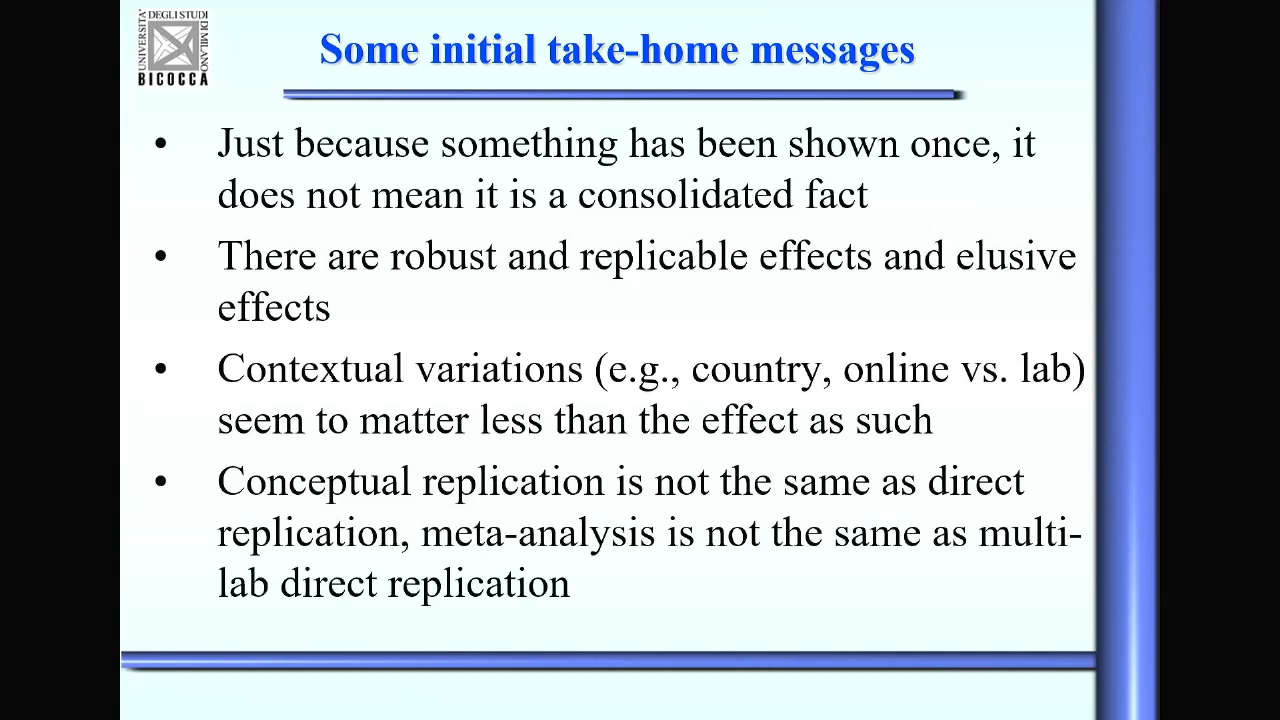 UNIVERSITA'
DEGLI STUDI
DI MILANO
BICOCCA
Some initial take-home messages
• Just because something has been shown once, it
does not mean it is a consolidated fact
• There are robust and replicable effects and elusive
effects
• Contextual variations (e.g., country, online vs. lab)
seem to matter less than the effect as such
• Conceptual replication is not the same as direct
replication, meta-analysis is not the same as multi-
lab direct replication